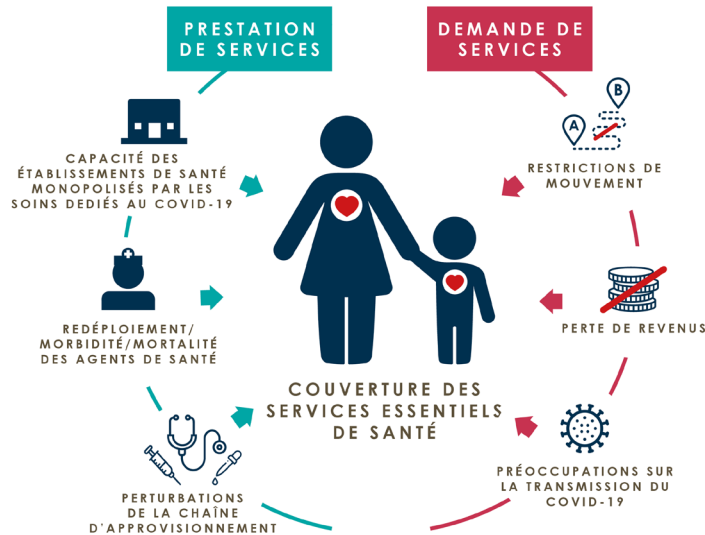 PRESTATION
DE SERVICES
CAPACITÉ DES
ÉTABLISSEMENTS DE SANTÉ
MONOPOLISÉS PAR LES
SOINS DEDIÉS AU COVID-19
REDÉPLOIEMENT/
MORBIDITÉ/MORTALITÉ
DES AGENTS DE SANTÉ
PERTURBATIONS
DE LA CHAÎNE
D'APPROVISIONNEMENT
DEMANDE DE
SERVICES
A
B
RESTRICTIONS DE
MOUVEMENT
PERTE DE REVENUS
PRÉOCCUPATIONS SUR
LA TRANSMISSION DU
COVID-19
COUVERTURE DES
SERVICES ESSENTIELS
DE SANTÉ